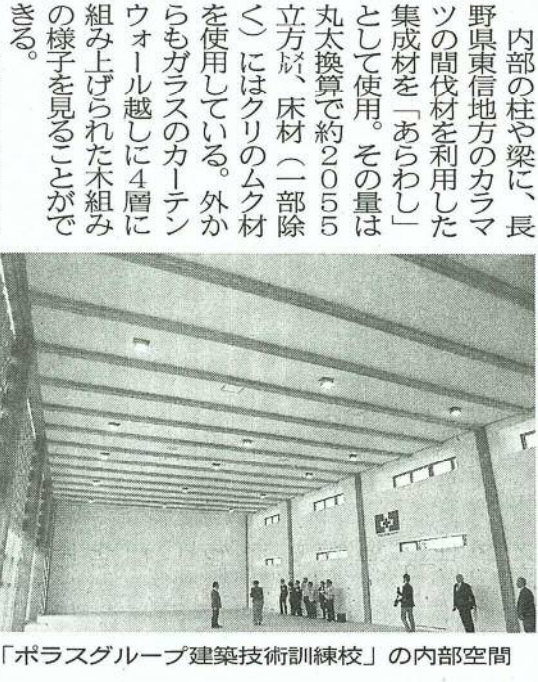 内部の柱や梁に、長
野県東信地方のカラマ
ツの間伐材を利用した
集成材を「あらわし」
として使用。その量は
丸太換算で約２０５５
立方㍍、床材（一部除
く）にはクリのムク材
を使用している。外か
らもガラスのカーテン
ウォール越しに４層に
組み上げられた木組み
の様子を見ることがで
きる。
「ポラスグループ建築技術訓練校」の内部空間